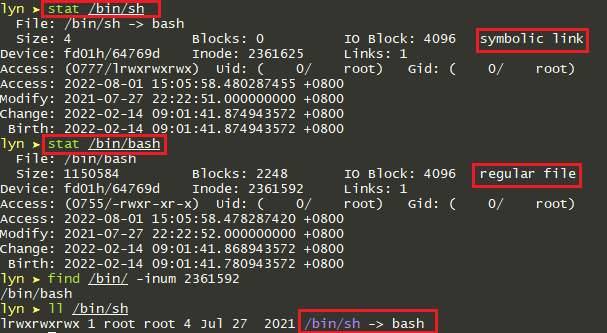 lyn ► stat /bin/sh
  File: /bin/sh -> bash
  Size: 4               Blocks: 0          IO Block: 4096   symbolic link
Device: fd01h/64769d    Inode: 2361625     Links: 1
Access: (0777/lrwxrwxrwx)  Uid: (    0/    root)   Gid: (    0/    root)
Access: 2022-08-01 15:05:58.480287455 +0800
Modify: 2021-07-27 22:22:51.000000000 +0800
Change: 2022-02-14 09:01:41.874943572 +0800
 Birth: 2022-02-14 09:01:41.874943572 +0800
lyn ► stat /bin/bash
  File: /bin/bash
  Size: 1150584         Blocks: 2248       IO Block: 4096   regular file
Device: fd01h/64769d    Inode: 2361592     Links: 1
Access: (0755/-rwxr-xr-x)  Uid: (    0/    root)   Gid: (    0/    root)
Access: 2022-08-01 15:05:58.478287420 +0800
Modify: 2021-07-27 22:22:52.000000000 +0800
Change: 2022-02-14 09:01:41.868943572 +0800
 Birth: 2022-02-14 09:01:41.780943572 +0800
lyn ► find /bin/ -inum 2361592
/bin/bash
lyn ► ll /bin/sh
lrwxrwxrwx 1 root root 4 Jul 27  2021 /bin/sh -> bash